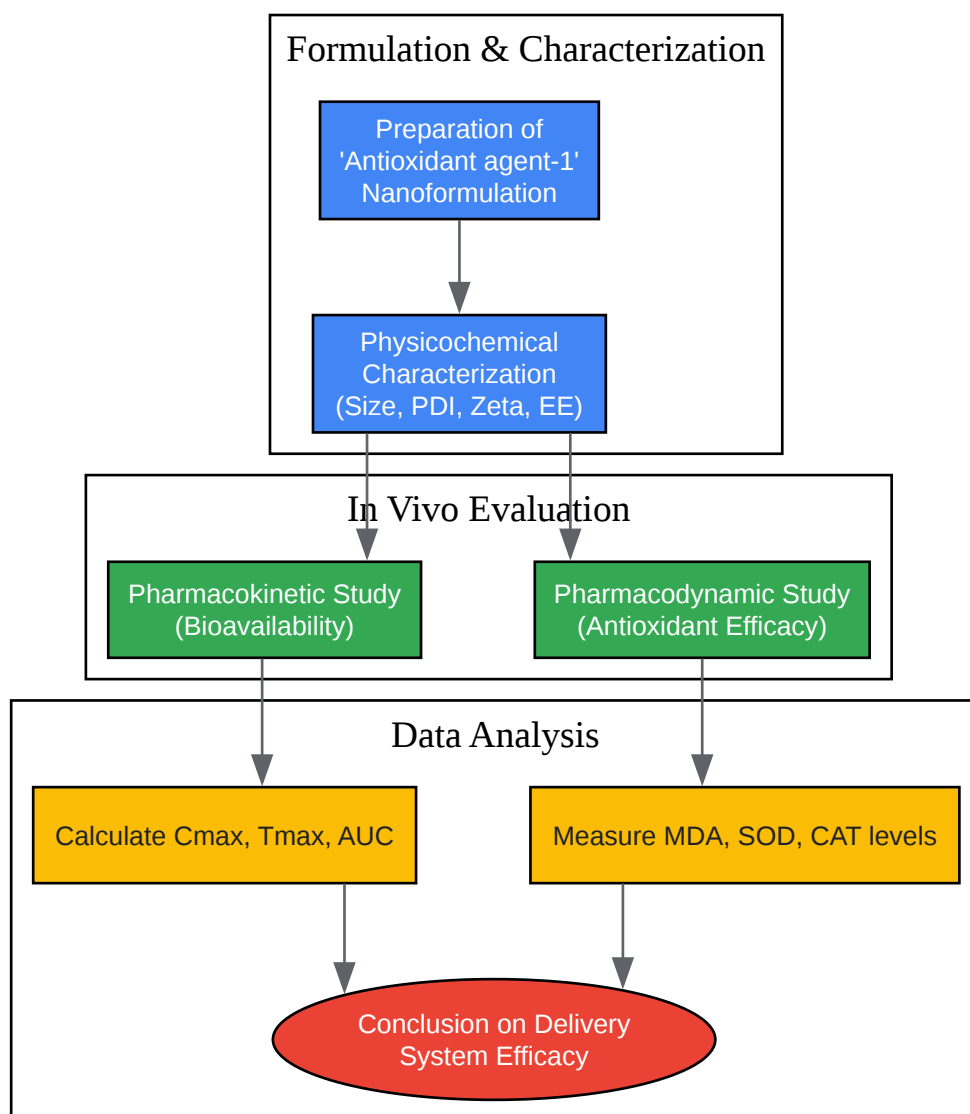 Formulation & Characterization
Preparation of
'Antioxidant agent-1'
Nanoformulation
Physicochemical
Characterization
(Size, PDI, Zeta, EE)
In Vivo Evaluation
Pharmacokinetic Study
(Bioavailability)
Pharmacodynamic Study
(Antioxidant Efficacy)
Data Analysis
Calculate Cmax, Tmax, AUC
Measure MDA, SOD, CAT levels
Conclusion on Delivery
System Efficacy